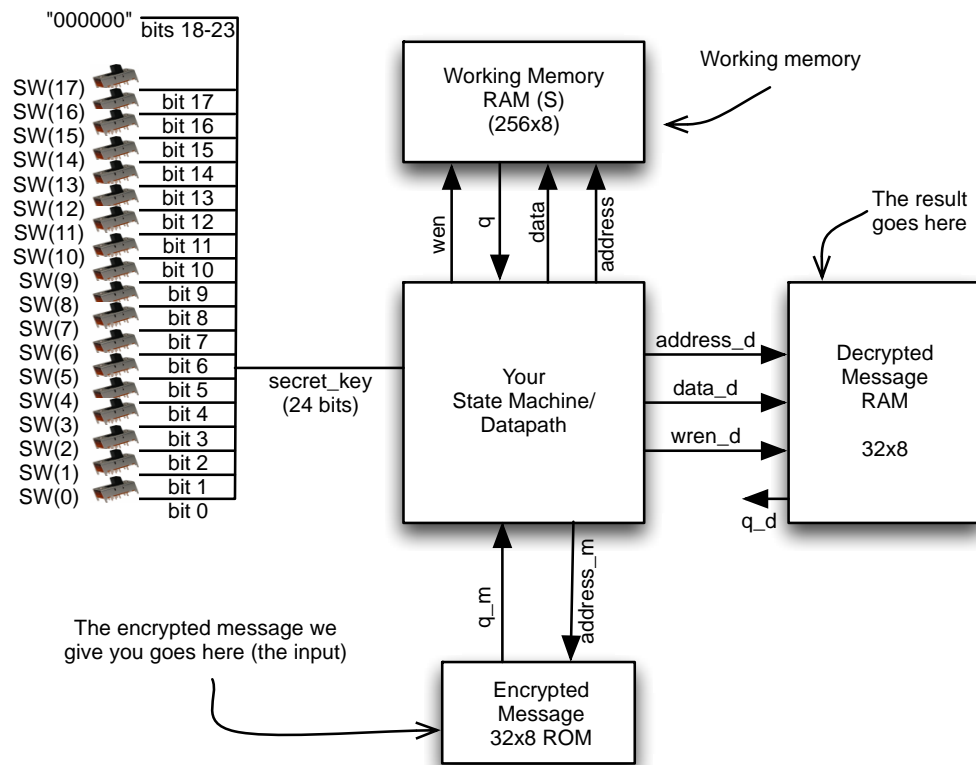 "000000"
bits 18-23
SW(17)
bit 17
SW(16)
bit 16
SW(15)
bit 15
SW(14)
bit 14
SW(13)
bit 13
SW(12)
bit 12
SW(11)
bit 11
SW(10)
bit 10
SW(9)
bit 9
SW(8)
bit 8
SW(7)
bit 7
SW(6)
bit 6
SW(5)
bit 5
SW(4)
bit 4
SW(3)
bit 3
SW(2)
bit 2
SW(1)
bit 1
SW(0)
bit 0
secret_key
(24 bits)
Working Memory
RAM (S)
(256x8)
Working memory
wen
q
data
address
The result
goes here
Your
State Machine/
Datapath
address_d
data_d
wren_d
Decrypted
Message
RAM
32x8
q_d
q_m
address_m
The encrypted message we
give you goes here (the input)
Encrypted
Message
32x8 ROM